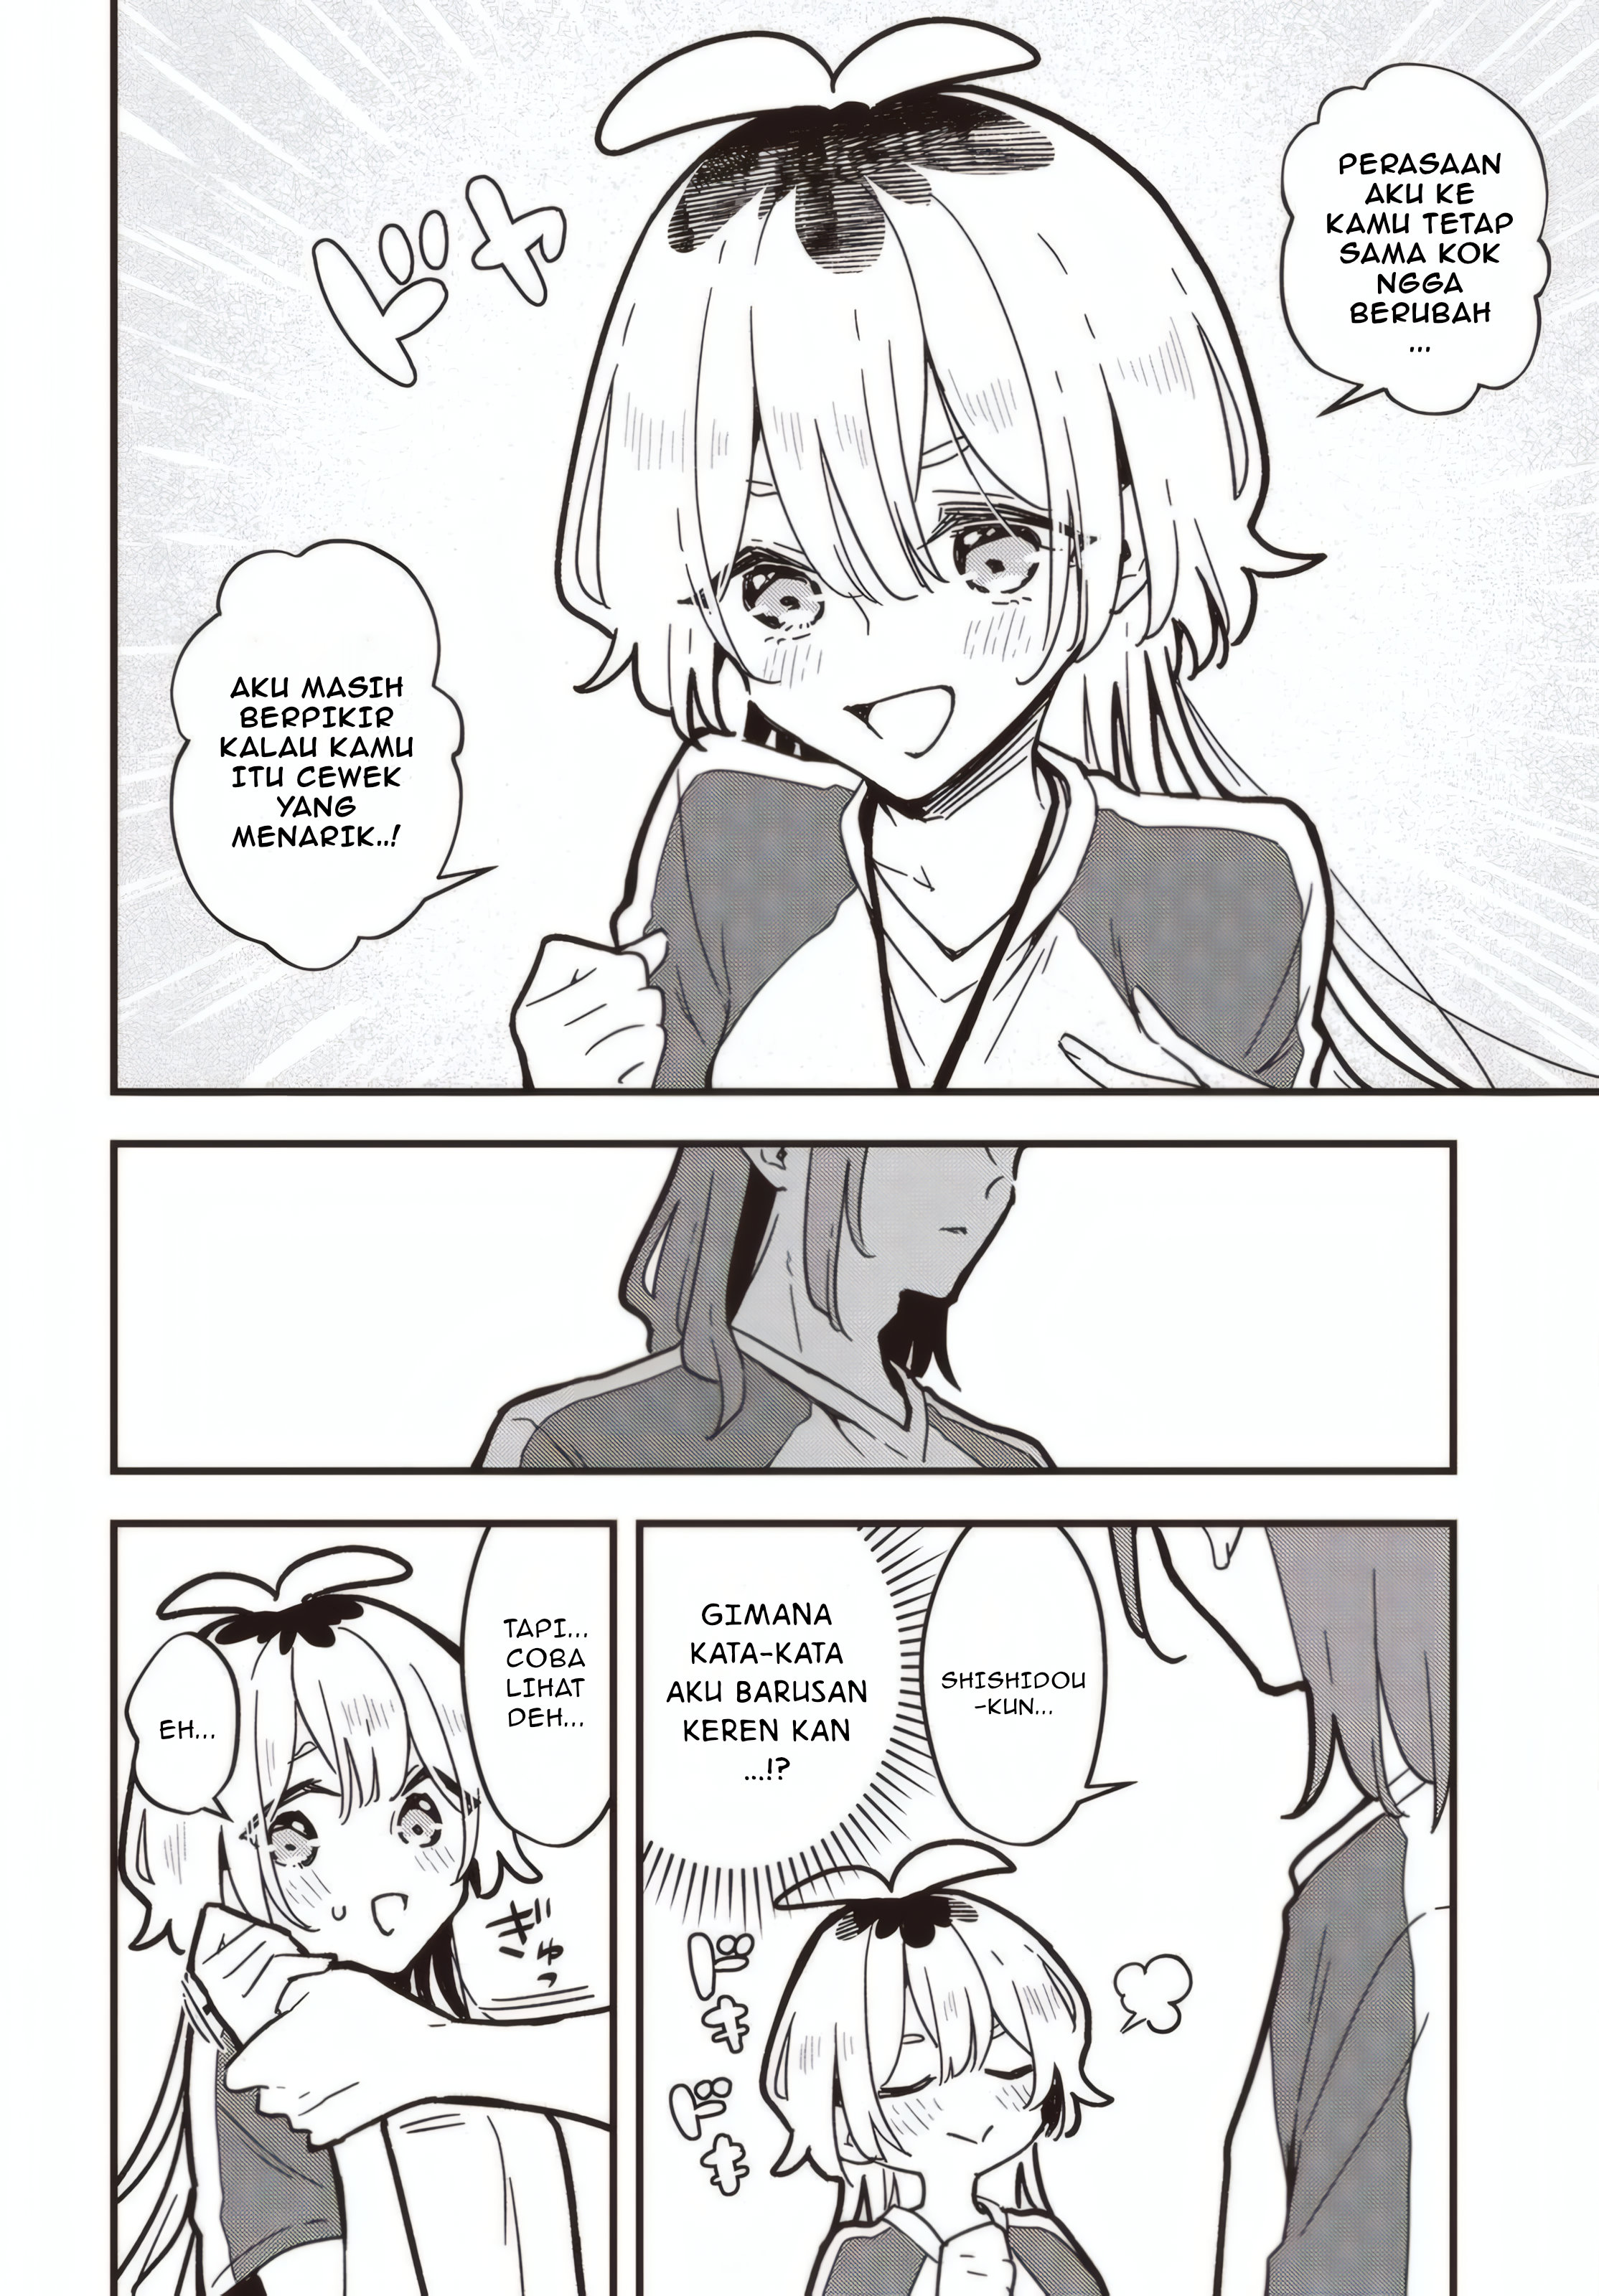 PERASAAN
AKU KE
KAMU TETAP
SAMA KOK
NGGA
BERUBAH
...
ドヤ
AKU MASIH
BERPIKIR
KALAU KAMU
ITU CEWEK
YANG
MENARIK..!
SHISHIDOU
-KUN...
GIMANA
KATA-KATA
AKU BARUSAN
KEREN KAN
...!?
ドキ
ドキ
TAPI...
COBA
LIHAT
DEH...
EH...
ぎゅっ